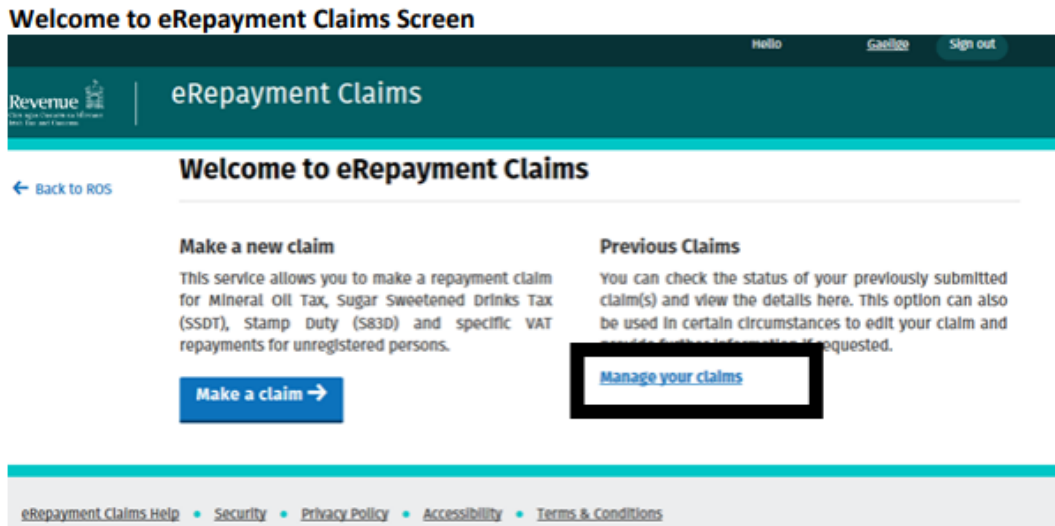 Welcome to eRepayment Claims Screen
Hello Gaeilge Sign out
Revenue
eRepayment Claims
Back to ROS
Welcome to eRepayment Claims
Make a new claim
This service allows you to make a repayment claim
for Mineral Oil Tax, Sugar Sweetened Drinks Tax
(SSDT), Stamp Duty (S83D) and specific VAT
repayments for unregistered persons.
Make a claim →
Previous Claims
You can check the status of your previously submitted
claim(s) and view the details here. This option can also
be used in certain circumstances to edit your claim and
requested.
Manage your claims
eRepayment Claims Help • Security • Privacy Policy • Accessibility • Terms & Conditions